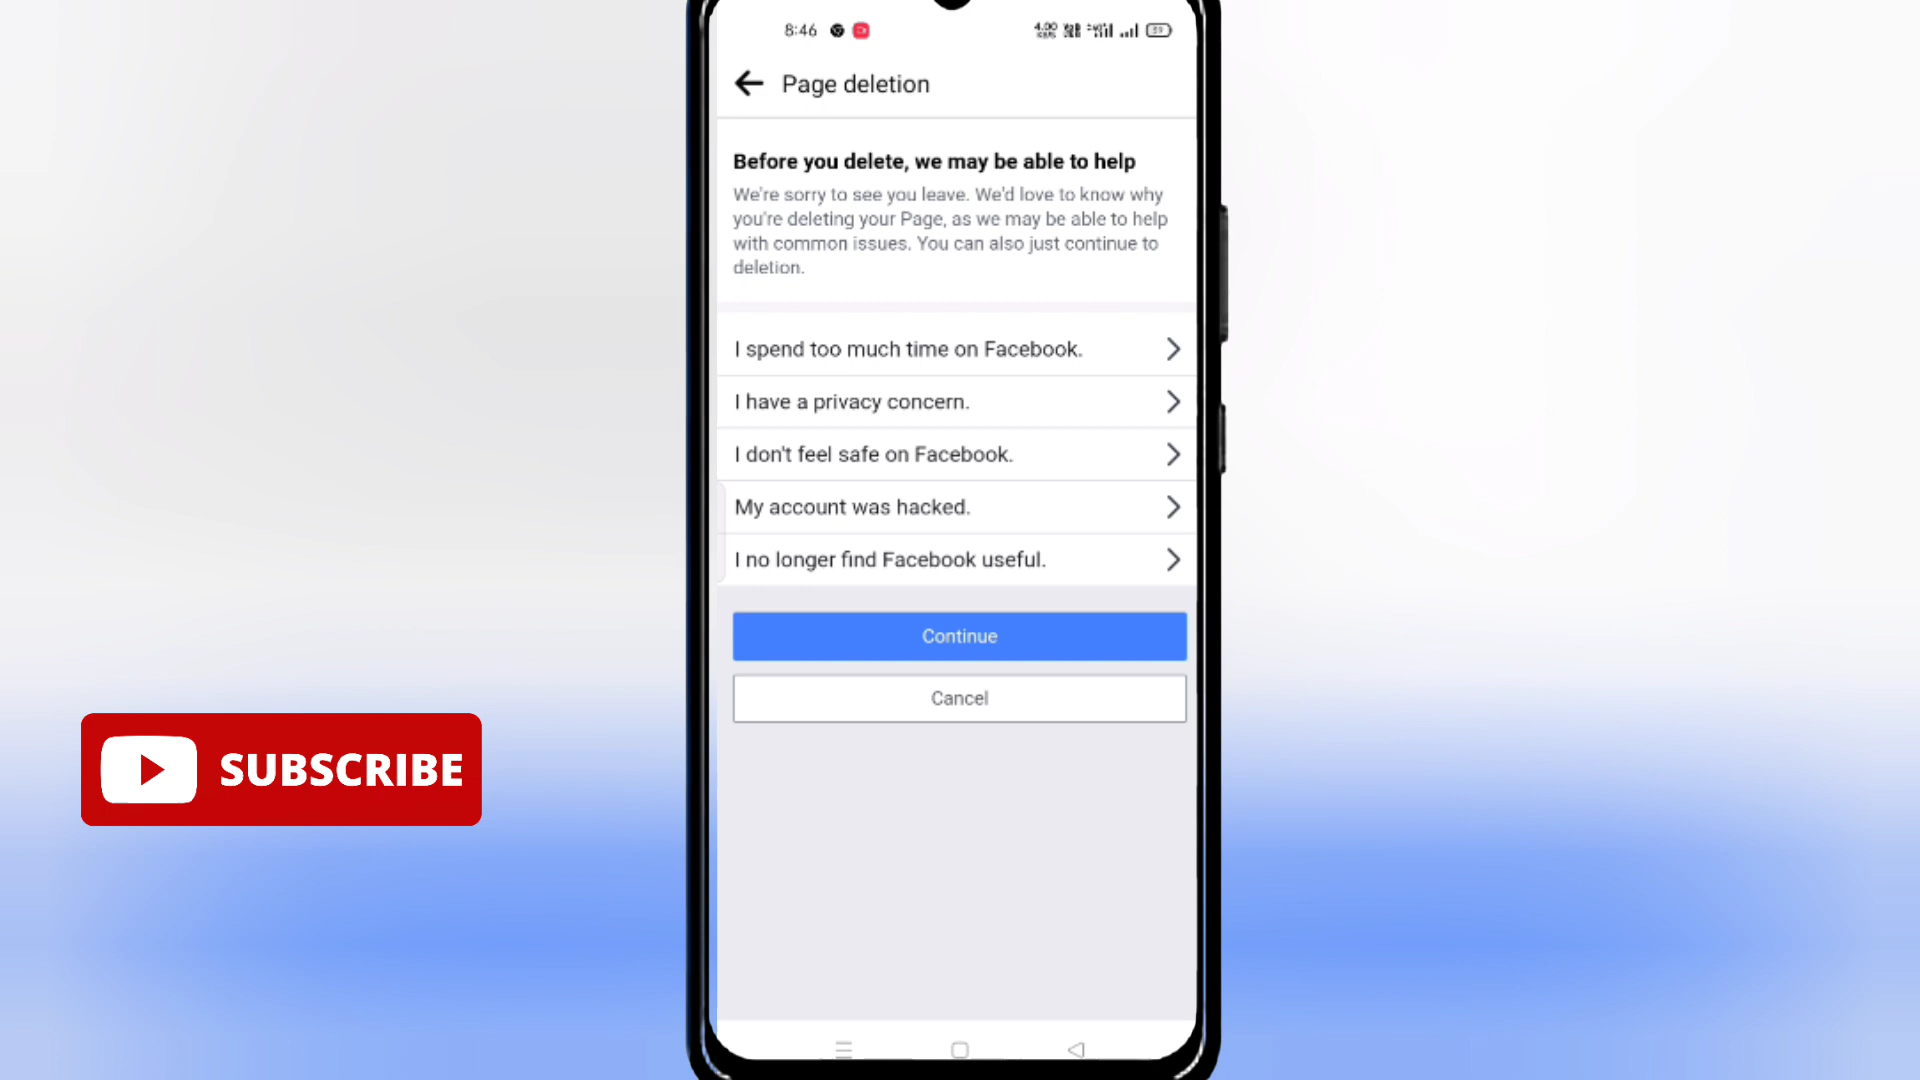 8:46
4.00
59
Page deletion
Before you delete, we may be able to help
We're sorry to see you leave. We'd love to know why
you're deleting your Page, as we may be able to help
with common issues. You can also just continue to
deletion.
I spend too much time on Facebook.
I have a privacy concern.
I don't feel safe on Facebook.
My account was hacked.
I no longer find Facebook useful.
Continue
Cancel
SUBSCRIBE